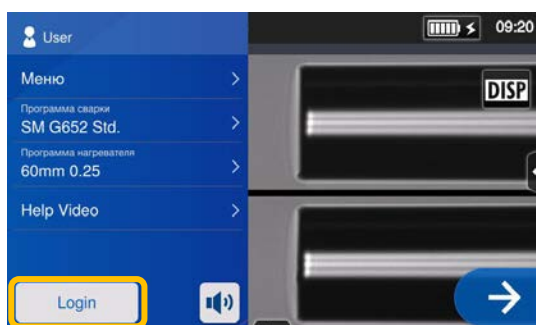 User
09:20
Меню
DISP
Программа сварки
SM G652 Std.
Программа нагревателя
60mm 0.25
Help Video
Login